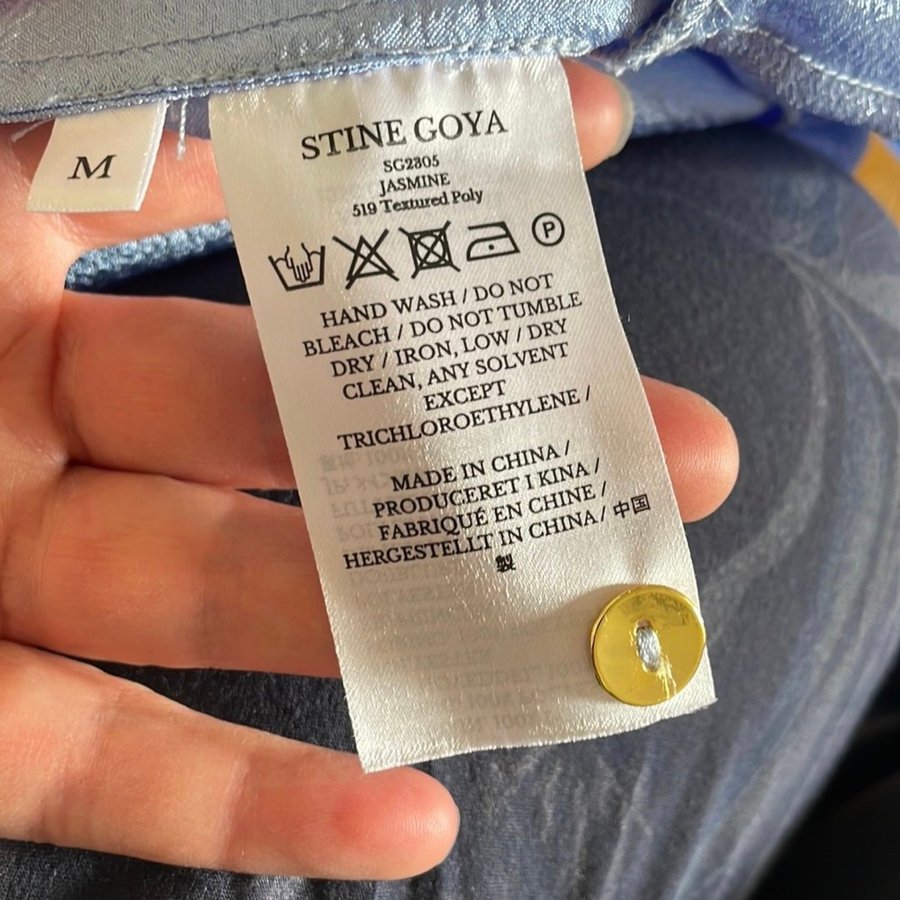 M
STINE GOYA
SG2305
JASMINE
519 Textured Poly
P
HAND WASH / DO NOT
BLEACH / DO NOT TUMBLE
DRY / IRON, LOW / DRY
CLEAN, ANY SOLVENT
EXCEPT
TRICHLOROETHYLENE /
MADE IN CHINA /
PRODUCERET I KINA /
FABRIQUÉ EN CHINE /
HERGESTELLT IN CHINA / 中国
製